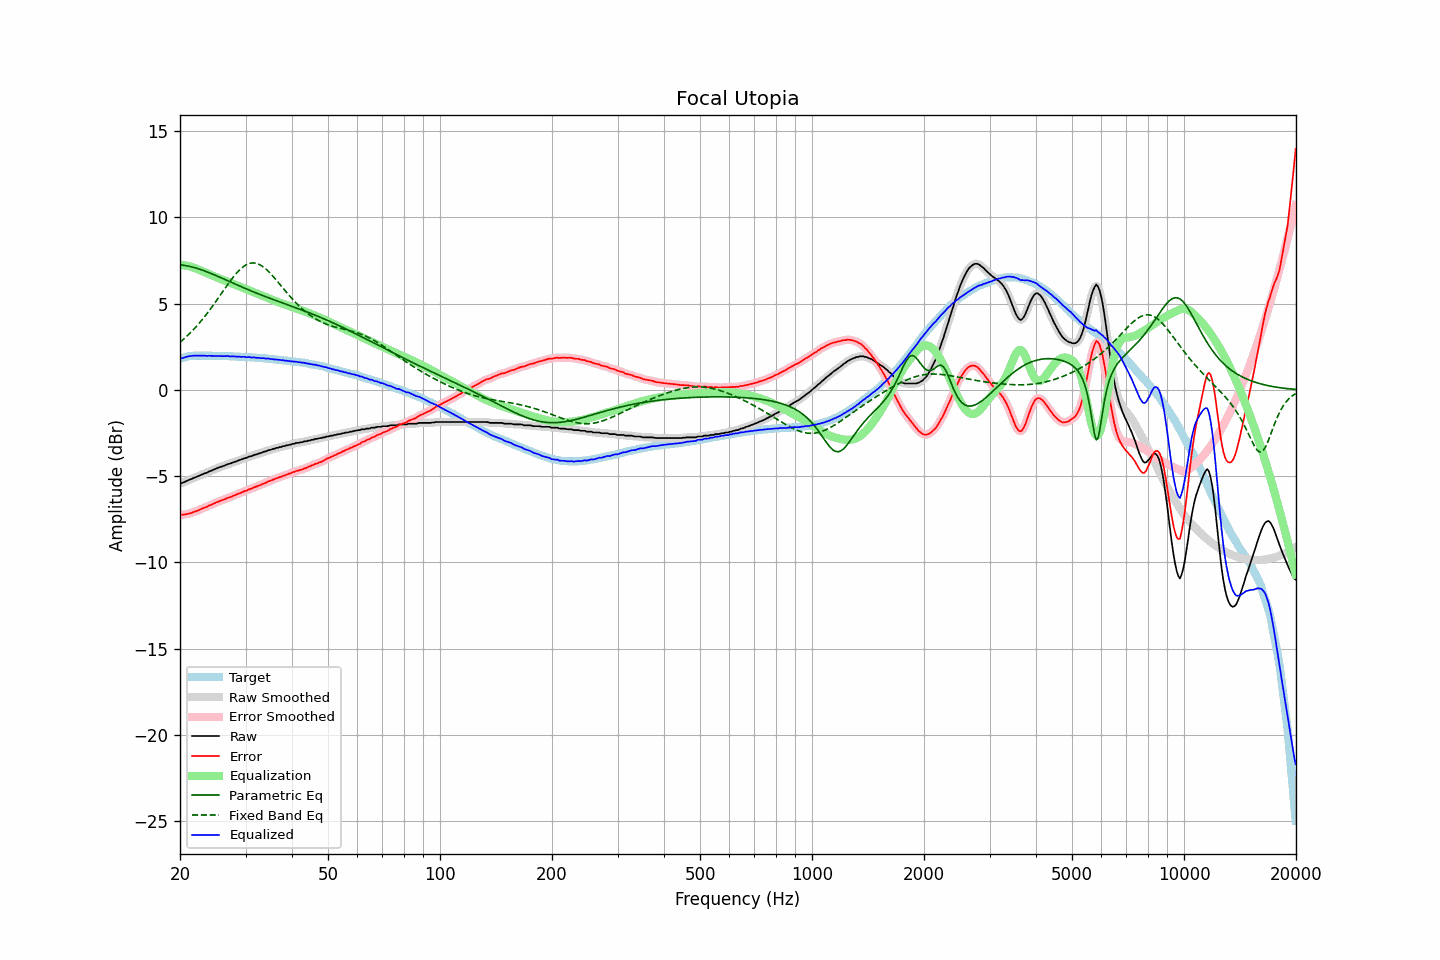 Focal Utopia
Amplitude (dBr)
15
10
5
0
−5
−10
−15
−20
−25
Target
Raw Smoothed
Error Smoothed
Raw
Error
Equalization
Parametric Eq
Fixed Band Eq
Equalized
20 50 100 200 500 1000 2000 5000 10000 20000
Frequency (Hz)